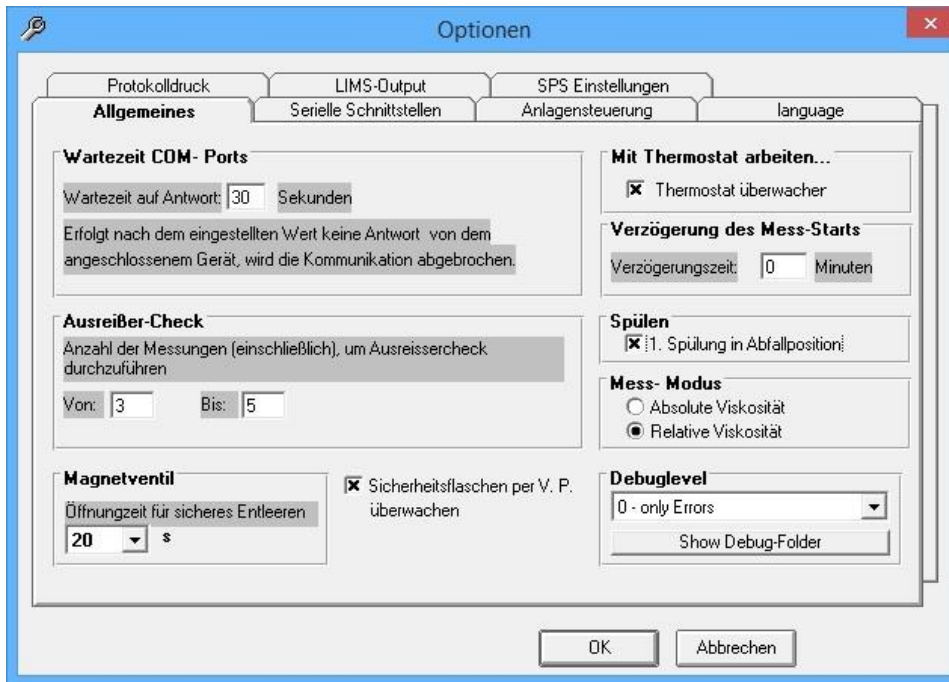 Optionen
Protokolldruck
LIMS-Output
SPS Einstellungen
Allgemeines
Serielle Schnittstellen
Anlagensteuerung
language
Wartezeit COM- Ports
Wartezeit auf Antwort: 30 Sekunden
Erfolgt nach dem eingestellten Wert keine Antwort von dem
angeschlossenem Gerät, wird die Kommunikation abgebrochen.
Mit Thermostat arbeiten...
Thermostat überwacher
Verzögerung des Mess-Starts
Verzögerungszeit: 0 Minuten
Ausreißer-Check
Anzahl der Messungen (einschließlich), um Ausreissercheck
durchzuführen
Von: 3 Bis: 5
Spülen
1. Spülung in Abfallposition
Mess- Modus
Absolute Viskosität
Relative Viskosität
Magnetventil
Öffnungzeit für sicheres Entleeren
20 s
Sicherheitsflaschen per V. P.
überwachen
Debuglevel
0 - only Errors
Show Debug-Folder
OK
Abbrechen